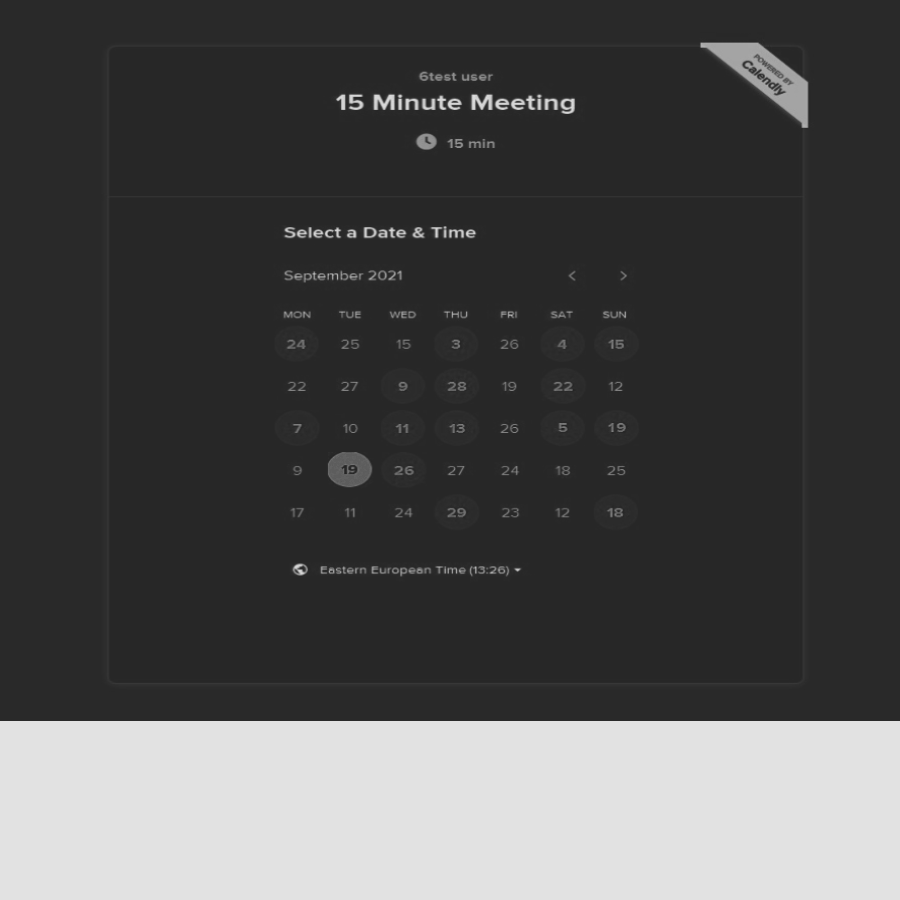 POWERED BY
Calendly
6test user
15 Minute Meeting
15 min
Select a Date & Time
September 2021 < >
MON TUE WED THU FRI SAT SUN
24 25 15 3 26 4 15
22 27 9 28 19 22 12
7 10 11 13 26 5 19
9 19 26 27 24 18 25
17 11 24 29 23 12 18
Eastern European Time (13:26)